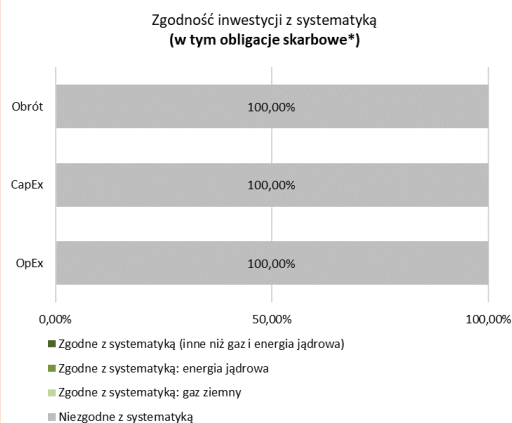 Zgodność inwestycji z systematyką
(w tym obligacje skarbowe*)
Obrót
100,00%
CapEx
100,00%
OpEx
100,00%
0,00%
50,00%
100,00%
Zgodne z systematyką (inne niż gaz i energia jądrowa)
Zgodne z systematyką: energia jądrowa
Zgodne z systematyką: gaz ziemny
Niezgodne z systematyką